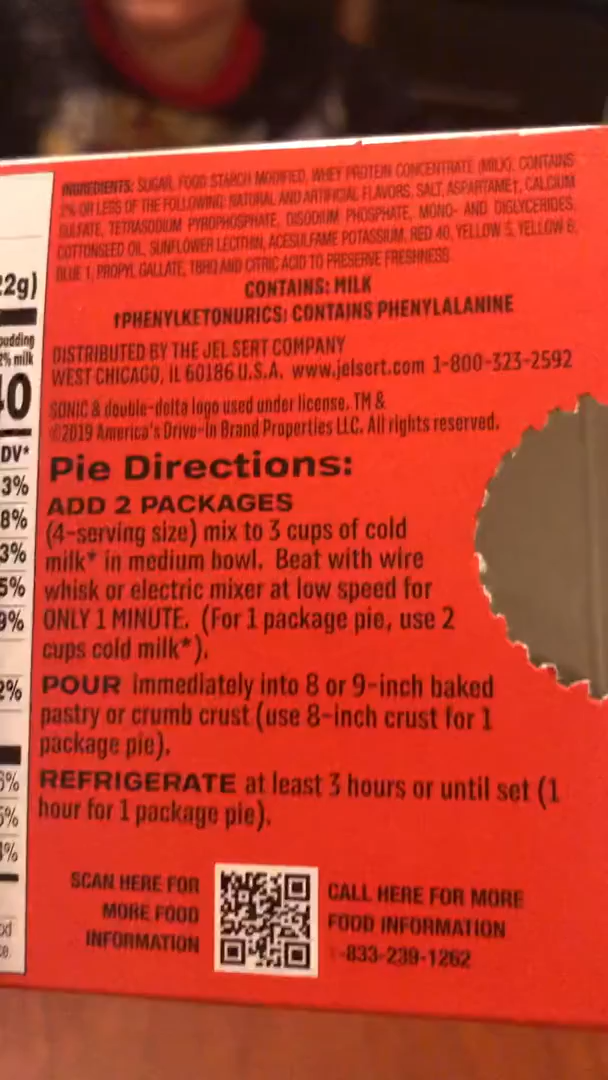 INGREDIENTS: SUGAR, FOOD STARCH MODIFIED, WHEY PROTEIN CONCENTRATE (MILK). CONTAINS
2% OR LESS OF THE FOLLOWING: NATURAL AND ARTIFICIAL FLAVORS, SALT, ASPARTAME†, CALCIUM
SULFATE, TETRASODIUM PYROPHOSPHATE, DISODIUM PHOSPHATE, MONO- AND DIGLYCERIDES,
COTTONSEED OIL, SUNFLOWER LECITHIN, ACESULFAME POTASSIUM, RED 40, YELLOW 5, YELLOW 6,
BLUE 1, PROPYL GALLATE, TBHQ AND CITRIC ACID TO PRESERVE FRESHNESS.
CONTAINS: MILK
†PHENYLKETONURICS: CONTAINS PHENYLALANINE
DISTRIBUTED BY THE JEL SERT COMPANY
WEST CHICAGO, IL 60186 U.S.A. www.jelsert.com 1-800-323-2592
SONIC & double-delta logo used under license. TM &
©2019 America's Drive-In Brand Properties LLC. All rights reserved.
Pie Directions:
ADD 2 PACKAGES
(4-serving size) mix to 3 cups of cold
milk* in medium bowl. Beat with wire
whisk or electric mixer at low speed for
ONLY 1 MINUTE. (For 1 package pie, use 2
cups cold milk*).
POUR immediately into 8 or 9-inch baked
pastry or crumb crust (use 8-inch crust for 1
package pie).
REFRIGERATE at least 3 hours or until set (1
hour for 1 package pie).
SCAN HERE FOR
MORE FOOD
INFORMATION
CALL HERE FOR MORE
FOOD INFORMATION
-833-239-1262
22g)
pudding
2% milk
40
DV*
3%
8%
3%
5%
9%
2%
6%
5%
4%